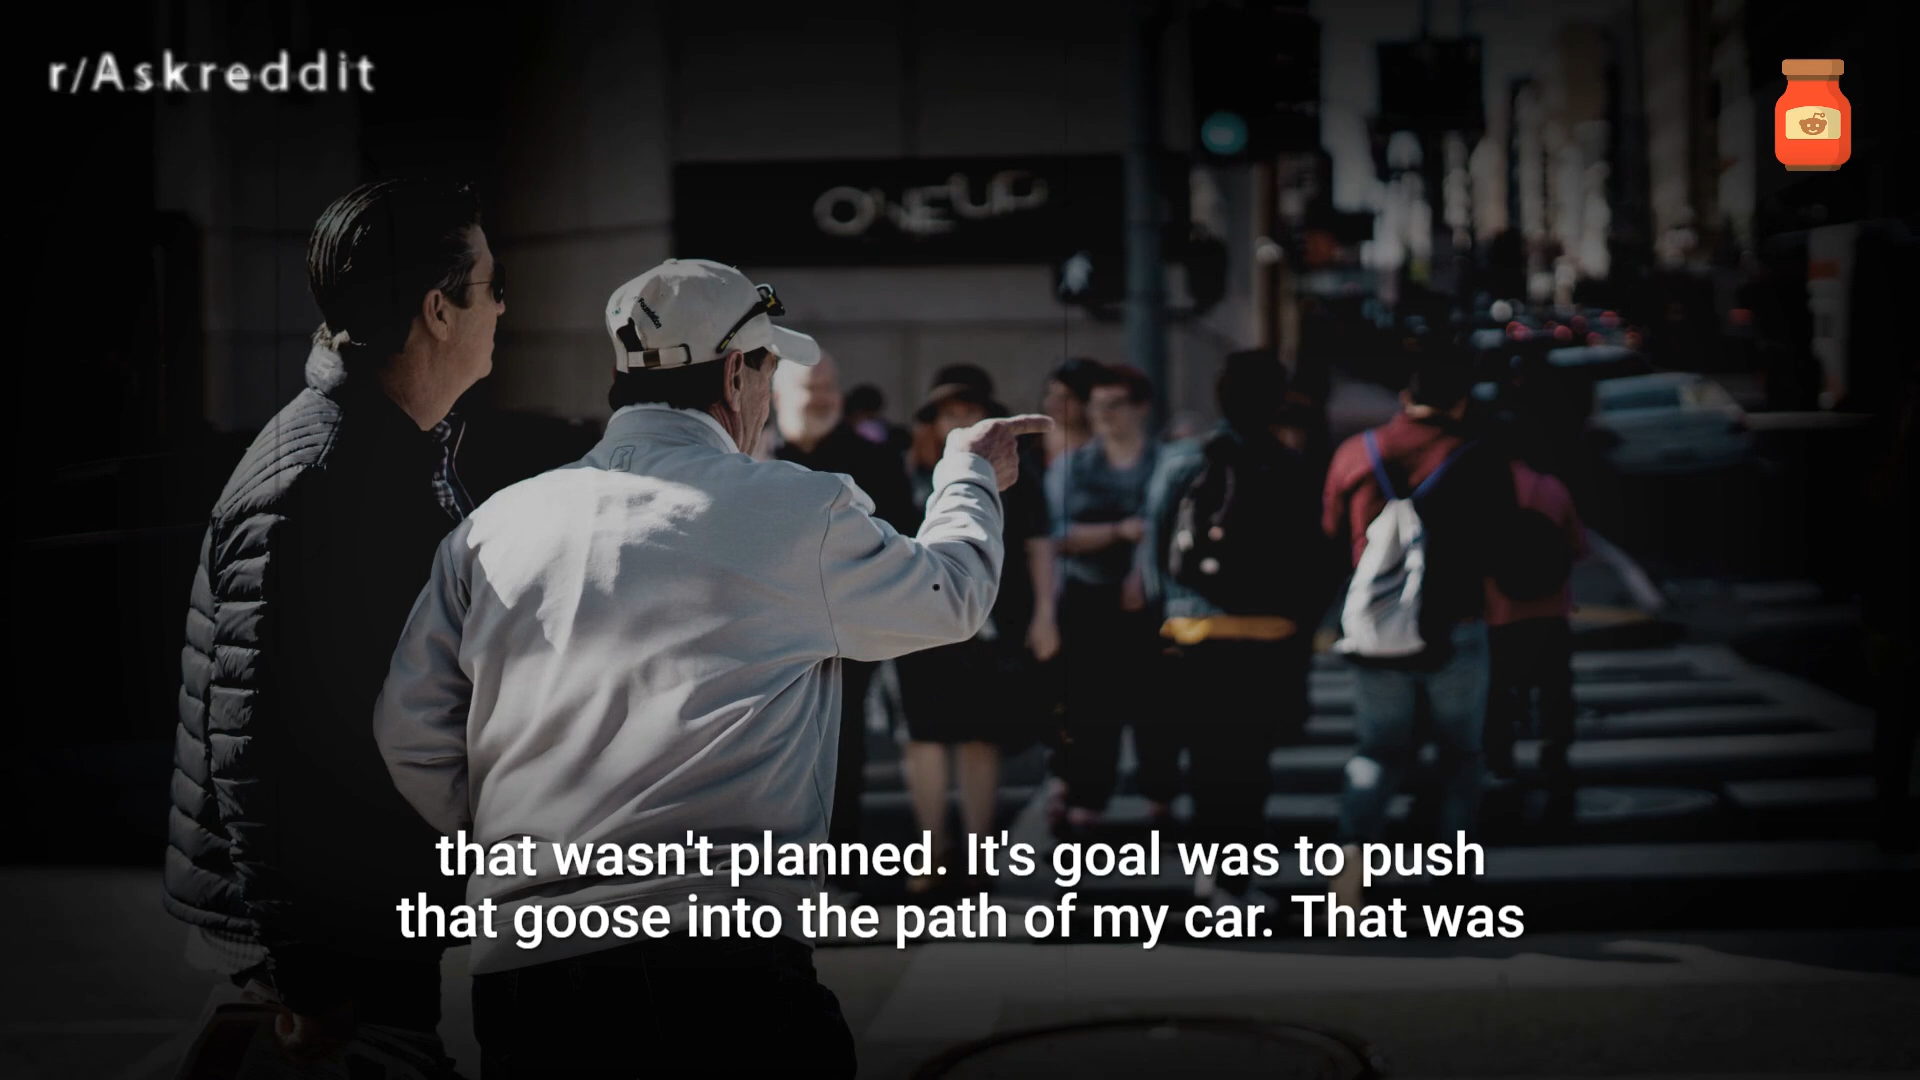 r/Askreddit
ONEUP
that wasn't planned. It's goal was to push
that goose into the path of my car. That was